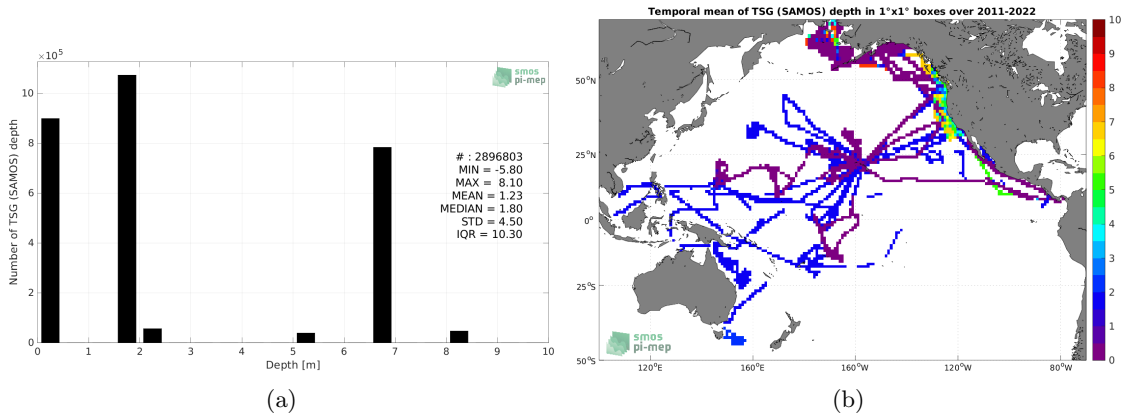 ×10⁵
10
8
6
4
2
0
0 1 2 3 4 5 6 7 8 9 10
Number of TSG (SAMOS) depth
Depth [m]
smos
pi-mep
# : 2896803
MIN = -5.80
MAX = 8.10
MEAN = 1.23
MEDIAN = 1.80
STD = 4.50
IQR = 10.30
(a)
Temporal mean of TSG (SAMOS) depth in 1°x1° boxes over 2011-2022
50°N
25°N
0°
25°S
50°S
120°E 160°E 160°W 120°W 80°W
smos
pi-mep
10
9
8
7
6
5
4
3
2
1
0
(b)